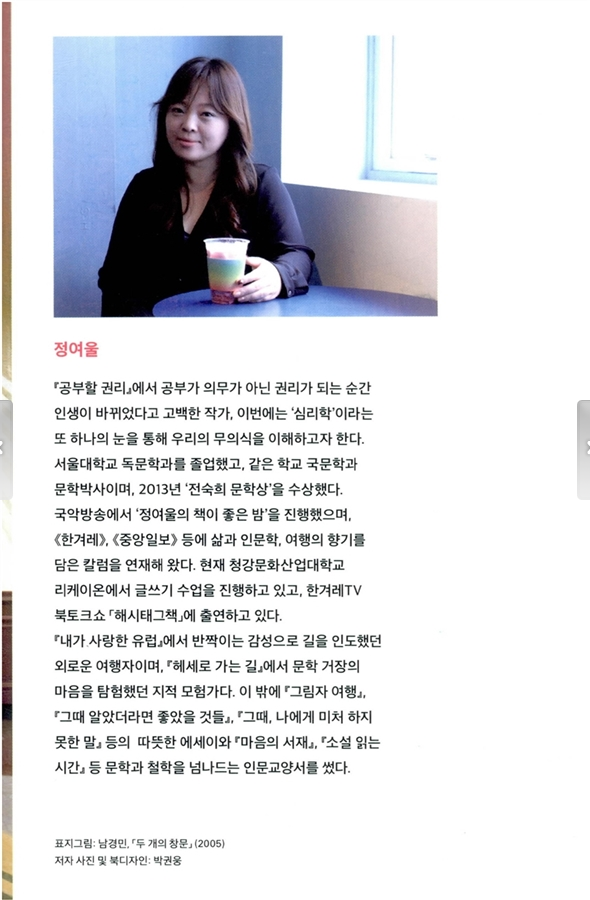 정여울
『공부할 권리』에서 공부가 의무가 아닌 권리가 되는 순간
인생이 바뀌었다고 고백한 작가, 이번에는 ‘심리학’이라는
또 하나의 눈을 통해 우리의 무의식을 이해하고자 한다.
서울대학교 독문학과를 졸업했고, 같은 학교 국문학과
문학박사이며, 2013년 ‘전숙희 문학상’을 수상했다.
국악방송에서 ‘정여울의 책이 좋은 밤’을 진행했으며,
《한겨레》, 《중앙일보》 등에 삶과 인문학, 여행의 향기를
담은 칼럼을 연재해 왔다. 현재 청강문화산업대학교
리케이온에서 글쓰기 수업을 진행하고 있고, 한겨레TV
북토크쇼 「해시태그책」에 출연하고 있다.
『내가 사랑한 유럽』에서 반짝이는 감성으로 길을 인도했던
외로운 여행자이며, 『헤세로 가는 길』에서 문학 거장의
마음을 탐험했던 지적 모험가다. 이 밖에 『그림자 여행』,
『그때 알았더라면 좋았을 것들』, 『그때, 나에게 미처 하지
못한 말』 등의 따뜻한 에세이와 『마음의 서재』, 『소설 읽는
시간』 등 문학과 철학을 넘나드는 인문교양서를 썼다.
표지그림: 남경민, 「두 개의 창문」 (2005)
저자 사진 및 북디자인: 박권웅